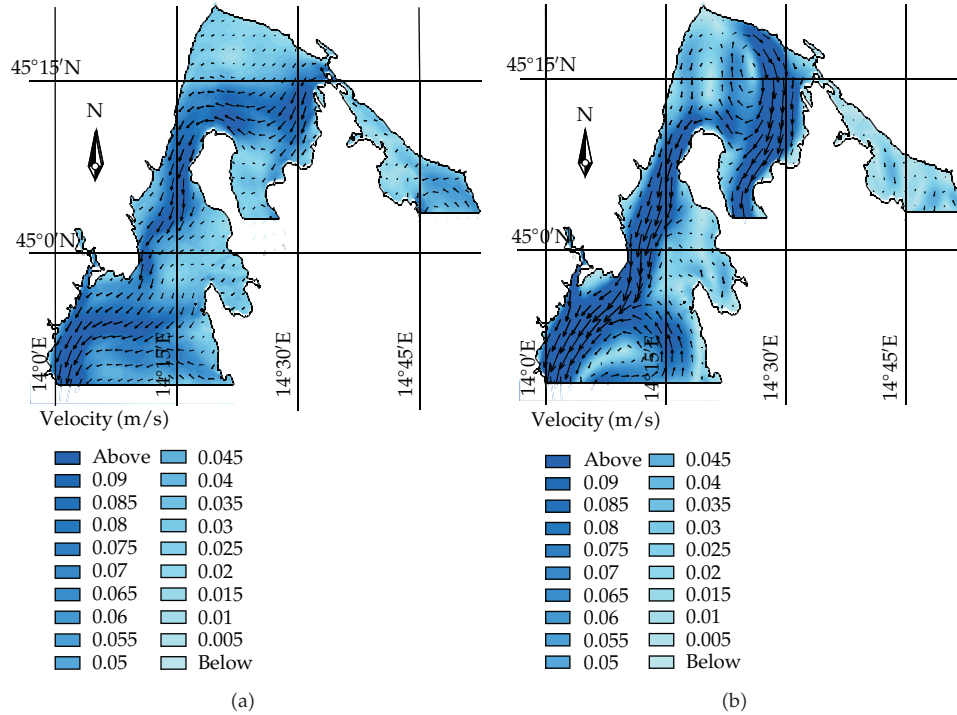 45°15′N
N
45°0′N
14°0′E
14°15′E
14°30′E
14°45′E
Velocity (m/s)
Above 0.045
0.09 0.04
0.085 0.035
0.08 0.03
0.075 0.025
0.07 0.02
0.065 0.015
0.06 0.01
0.055 0.005
0.05 Below
(a)
45°15′N
N
45°0′N
14°0′E
14°15′E
14°30′E
14°45′E
Velocity (m/s)
Above 0.045
0.09 0.04
0.085 0.035
0.08 0.03
0.075 0.025
0.07 0.02
0.065 0.015
0.06 0.01
0.055 0.005
0.05 Below
(b)